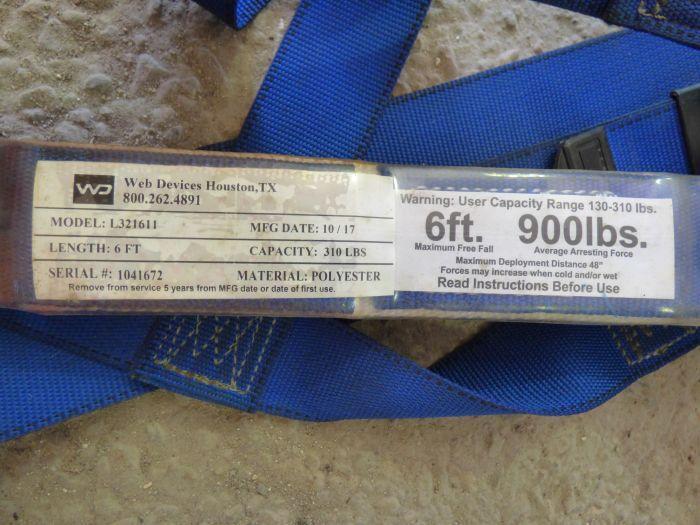 WD
Web Devices Houston,TX
800.262.4891
MODEL: L321611 MFG DATE: 10 / 17
LENGTH: 6 FT CAPACITY: 310 LBS
SERIAL #: 1041672 MATERIAL: POLYESTER
Remove from service 5 years from MFG date or date of first use.
Warning: User Capacity Range 130-310 lbs.
6ft. 900lbs.
Maximum Free Fall Average Arresting Force
Maximum Deployment Distance 48"
Forces may increase when cold and/or wet
Read Instructions Before Use